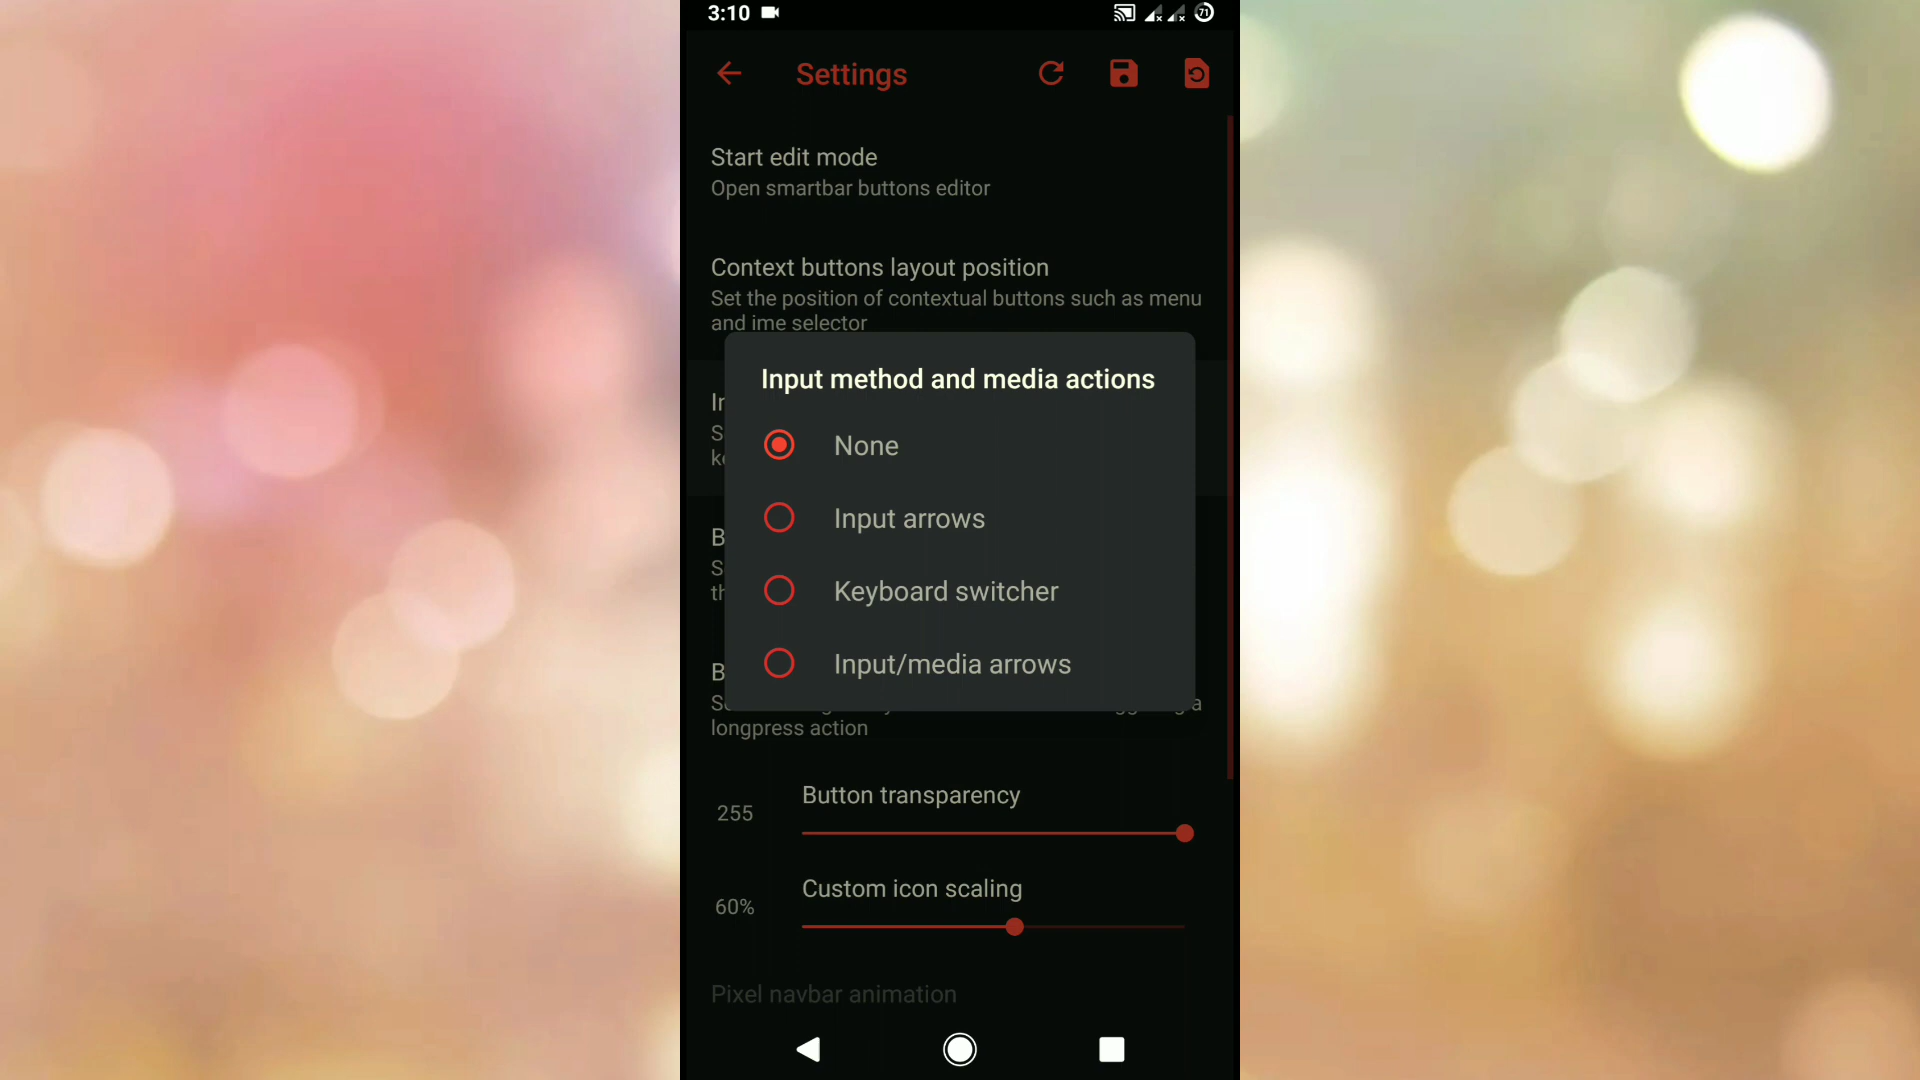 3:10
71
Settings
Start edit mode
Open smartbar buttons editor
Context buttons layout position
Set the position of contextual buttons such as menu
and ime selector
Input method and media actions
None
Input arrows
Keyboard switcher
Input/media arrows
longpress action
Button transparency
255
Custom icon scaling
60%
Pixel navbar animation